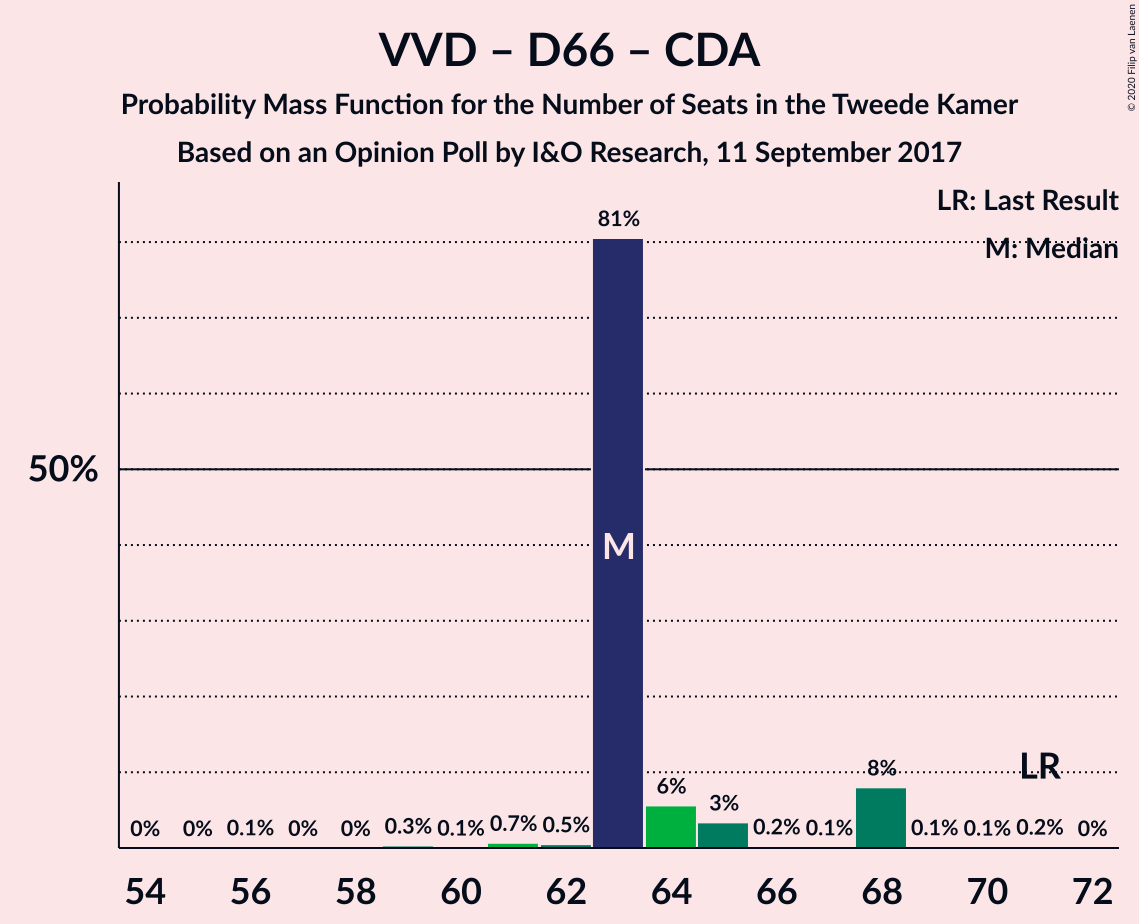 VVD – D66 – CDA
Probability Mass Function for the Number of Seats in the Tweede Kamer
Based on an Opinion Poll by I&O Research, 11 September 2017
© 2020 Filip van Laenen
LR: Last Result
M: Median
50%
0% 0% 0.1% 0% 0% 0.3% 0.1% 0.7% 0.5% 81% 6% 3% 0.2% 0.1% 8% 0.1% 0.1% 0.2% 0%
M
LR
54 56 58 60 62 64 66 68 70 72